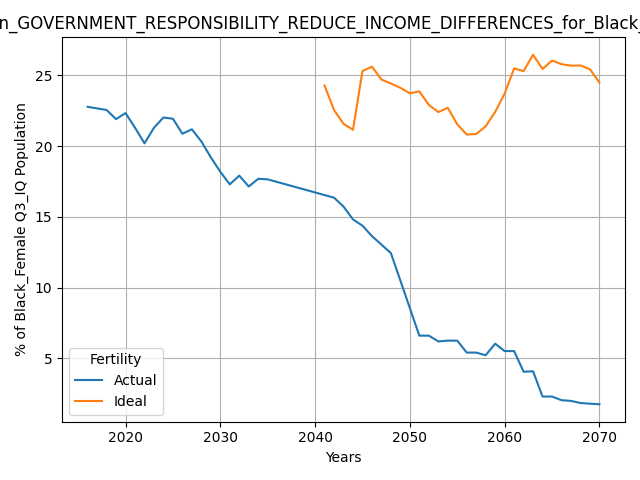 n_GOVERNMENT_RESPONSIBILITY_REDUCE_INCOME_DIFFERENCES_for_Black_
% of Black_Female Q3_IQ Population
25
20
15
10
5
Fertility
Actual
Ideal
2020 2030 2040 2050 2060 2070
Years